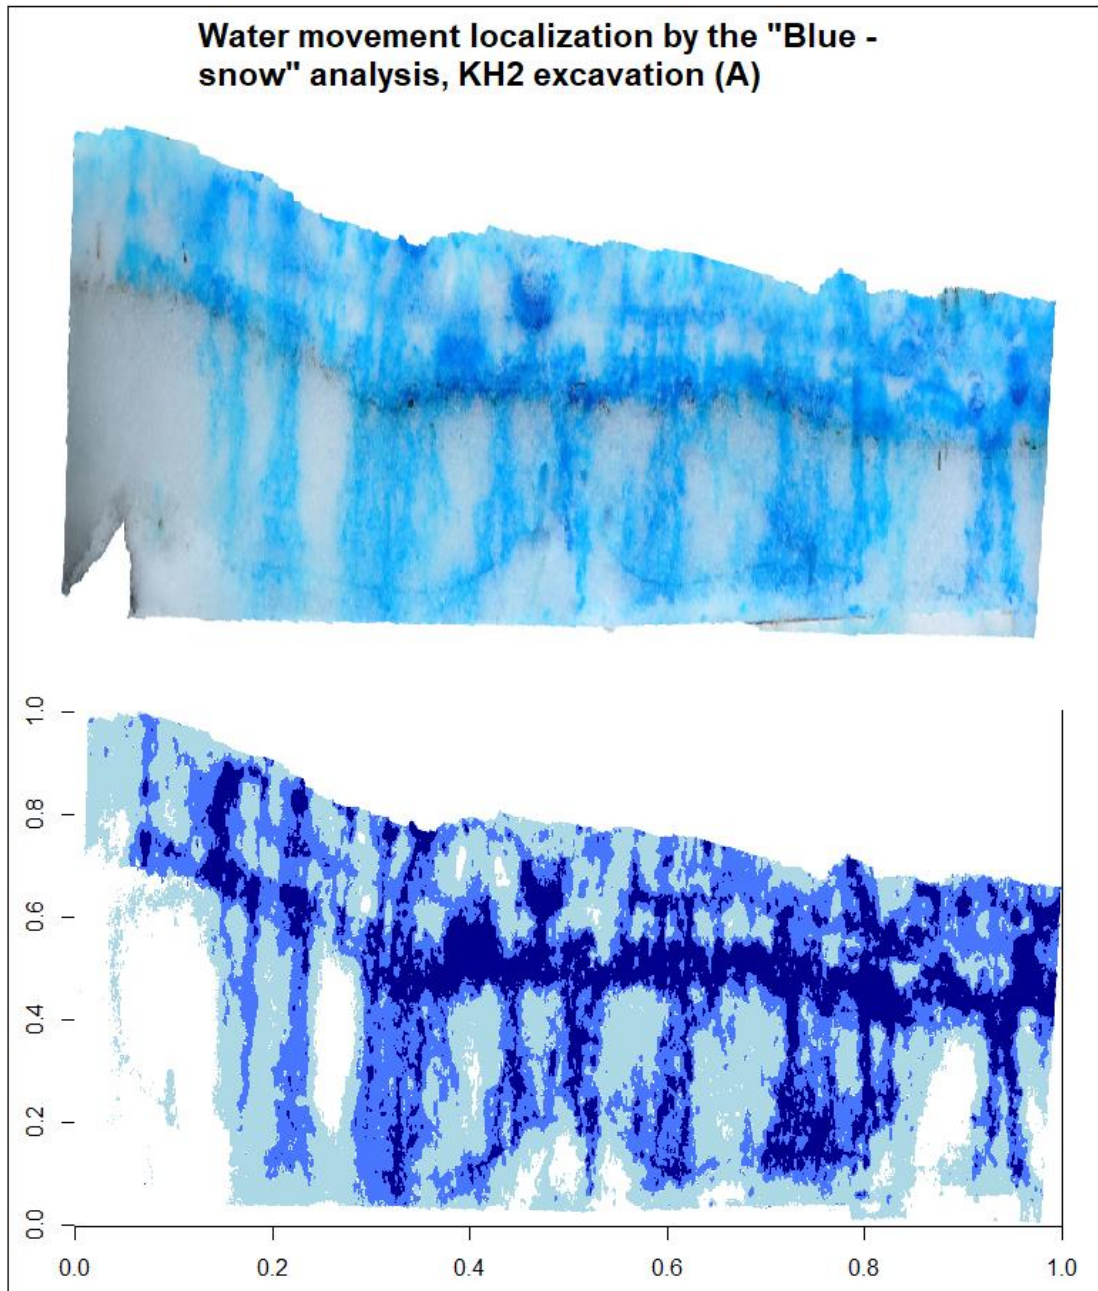 Water movement localization by the "Blue -
snow" analysis, KH2 excavation (A)
1.0
0.8
0.6
0.4
0.2
0.0
0.0 0.2 0.4 0.6 0.8 1.0